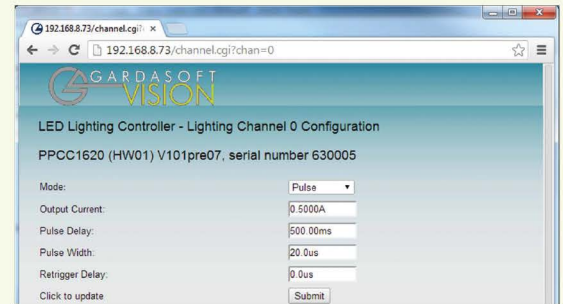 192.168.8.73/channel.cgi?
192.168.8.73/channel.cgi?chan=0
GARDASOFT
VISION
LED Lighting Controller - Lighting Channel 0 Configuration
PPCC1620 (HW01) V101pre07, serial number 630005
Mode: Pulse
Output Current: 0.5000A
Pulse Delay: 500.00ms
Pulse Width: 20.0us
Retrigger Delay: 0.0us
Click to update Submit